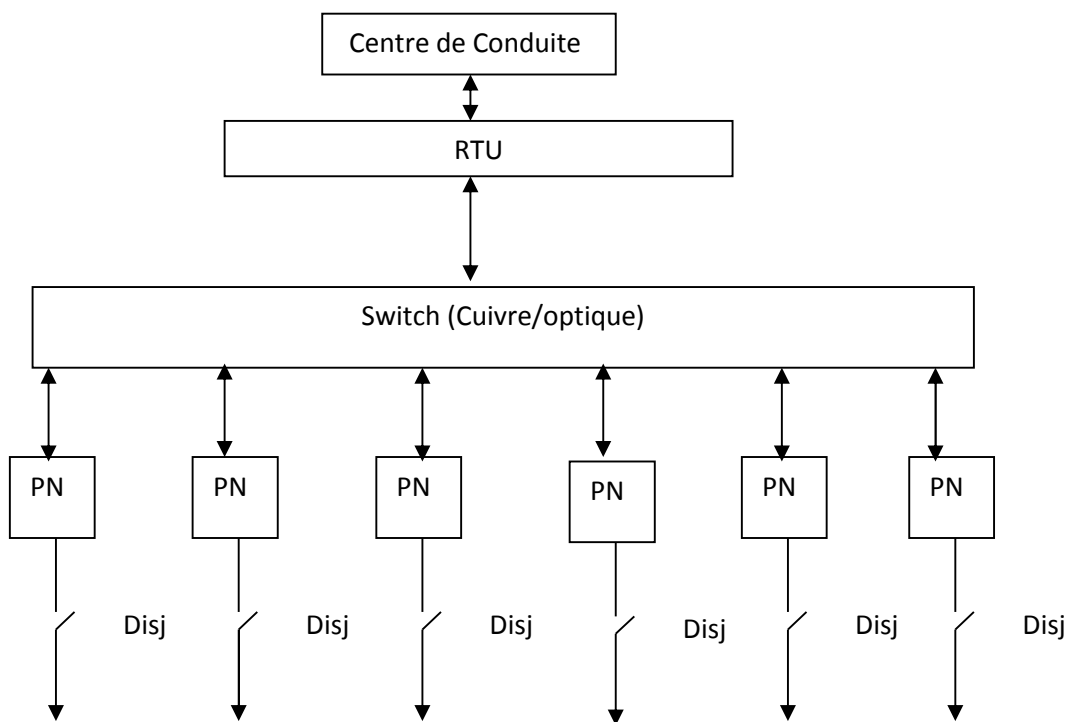 Centre de Conduite
RTU
Switch (Cuivre/optique)
PN PN PN PN PN PN
Disj Disj Disj Disj Disj Disj